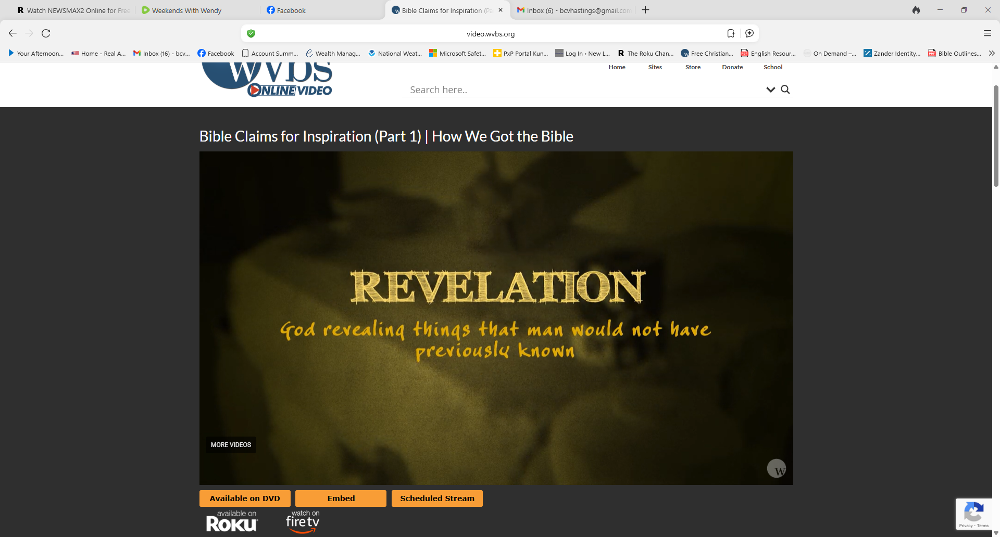 Watch NEWSMAX2 Online for Free
Weekends With Wendy
Facebook
Bible Claims for Inspiration (Pa
Inbox (6) - bcvhastings@gmail.com
video.wvbs.org
Your Afternoon...
Home - Real A...
Inbox (16) - bcv...
Facebook
Account Summ...
Wealth Manag...
National Weat...
Microsoft Safet...
PxP Portal Kun...
Log In ‹ New L...
The Roku Chan...
Free Christian...
English Resour...
On Demand –...
Zander Identity...
Bible Outlines...
wvbs
ONLINE VIDEO
Home
Sites
Store
Donate
School
Search here..
Bible Claims for Inspiration (Part 1) | How We Got the Bible
REVELATION
God revealing things that man would not have
previously known
MORE VIDEOS
W
Available on DVD
Embed
Scheduled Stream
available on
ROKU
watch on
fire tv
Privacy - Terms